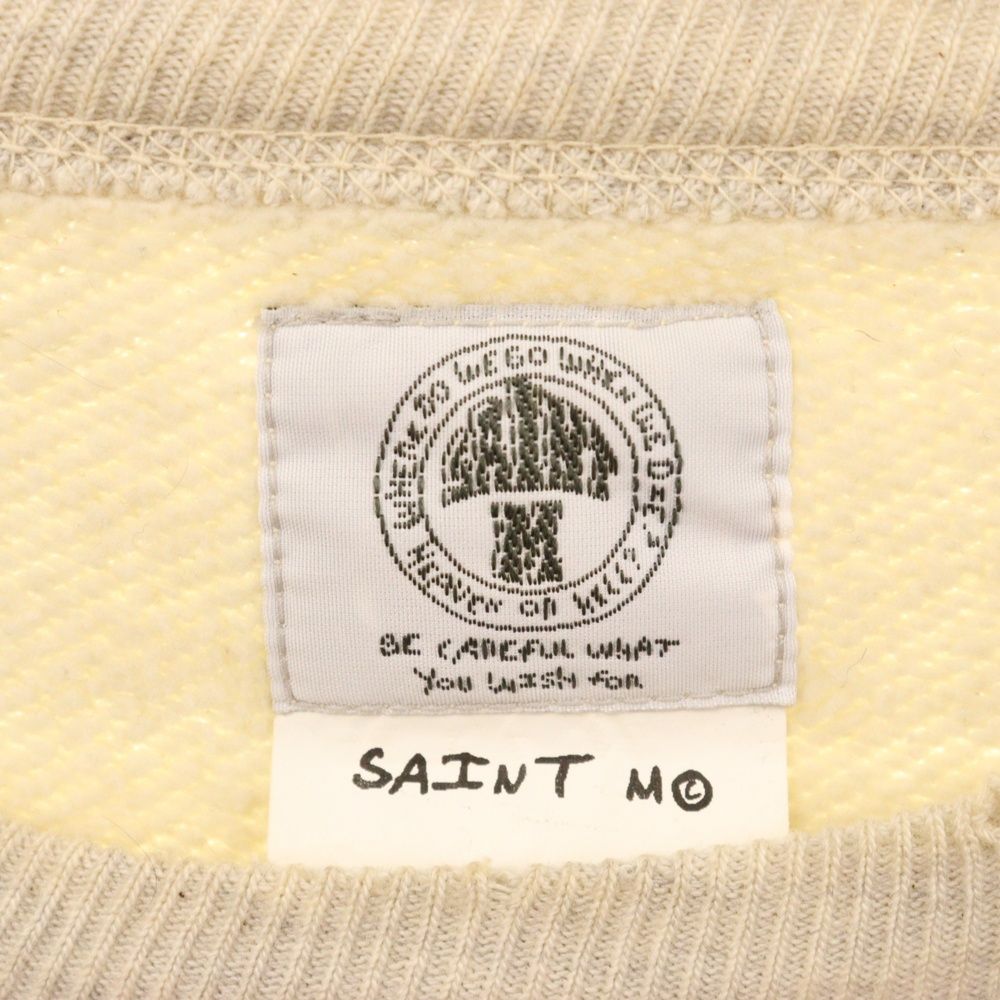 WHERE DO WE GO WHEN WE DIE?
HEAVEN OR HELL?
BE CAREFUL WHAT
YOU WISH FOR
SAINT M©